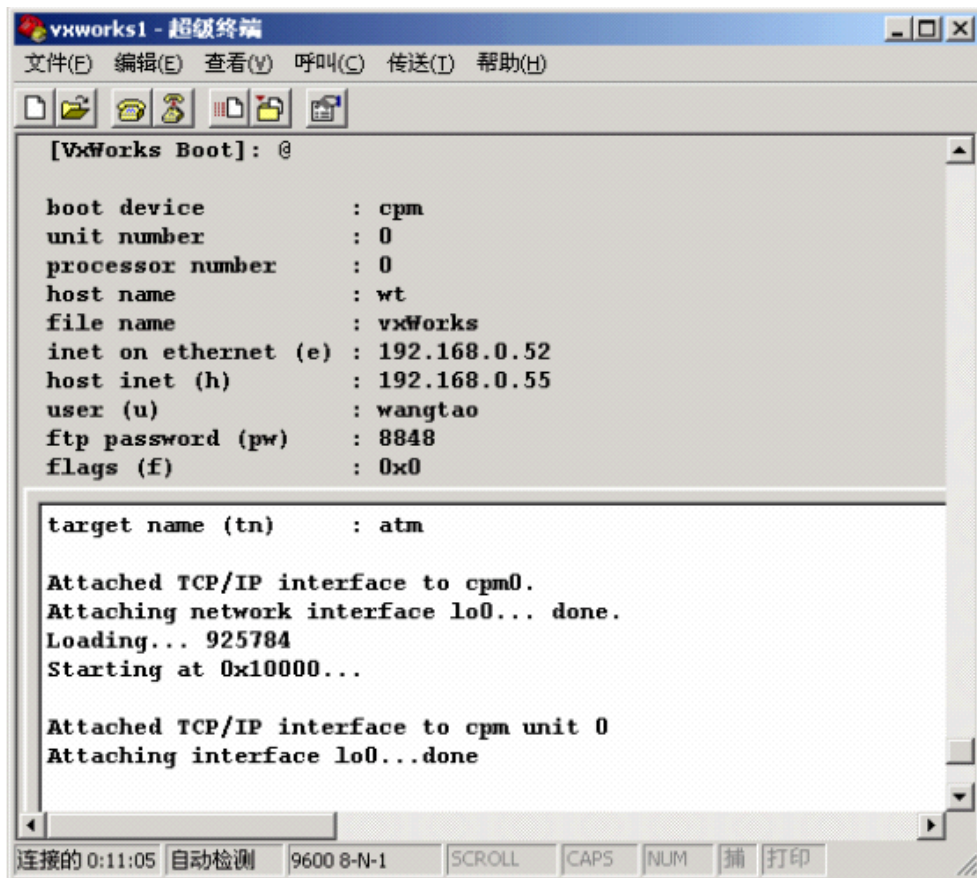 vxworks1 - 超级终端
文件(F) 编辑(E) 查看(V) 呼叫(C) 传送(T) 帮助(H)
[VxWorks Boot]: @
boot device : cpm
unit number : 0
processor number : 0
host name : wt
file name : vxWorks
inet on ethernet (e) : 192.168.0.52
host inet (h) : 192.168.0.55
user (u) : wangtao
ftp password (pw) : 8848
flags (f) : 0x0
target name (tn) : atm
Attached TCP/IP interface to cpm0.
Attaching network interface lo0... done.
Loading... 925784
Starting at 0x10000...
Attached TCP/IP interface to cpm unit 0
Attaching interface lo0...done
连接的 0:11:05 自动检测 9600 8-N-1 SCROLL CAPS NUM 捕 打印